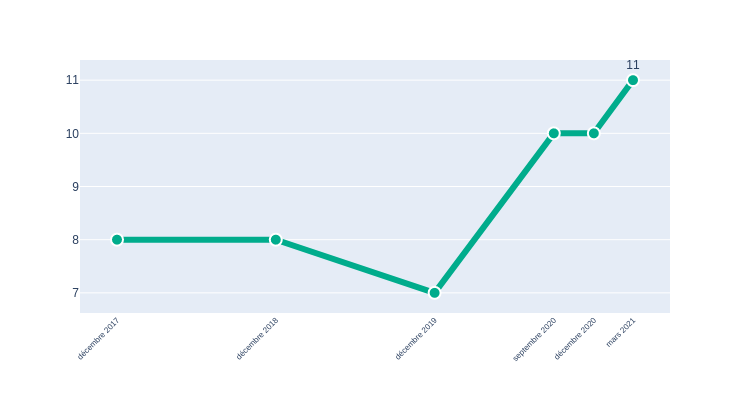 11
11
10
9
8
7
décembre 2017
décembre 2018
décembre 2019
septembre 2020
décembre 2020
mars 2021